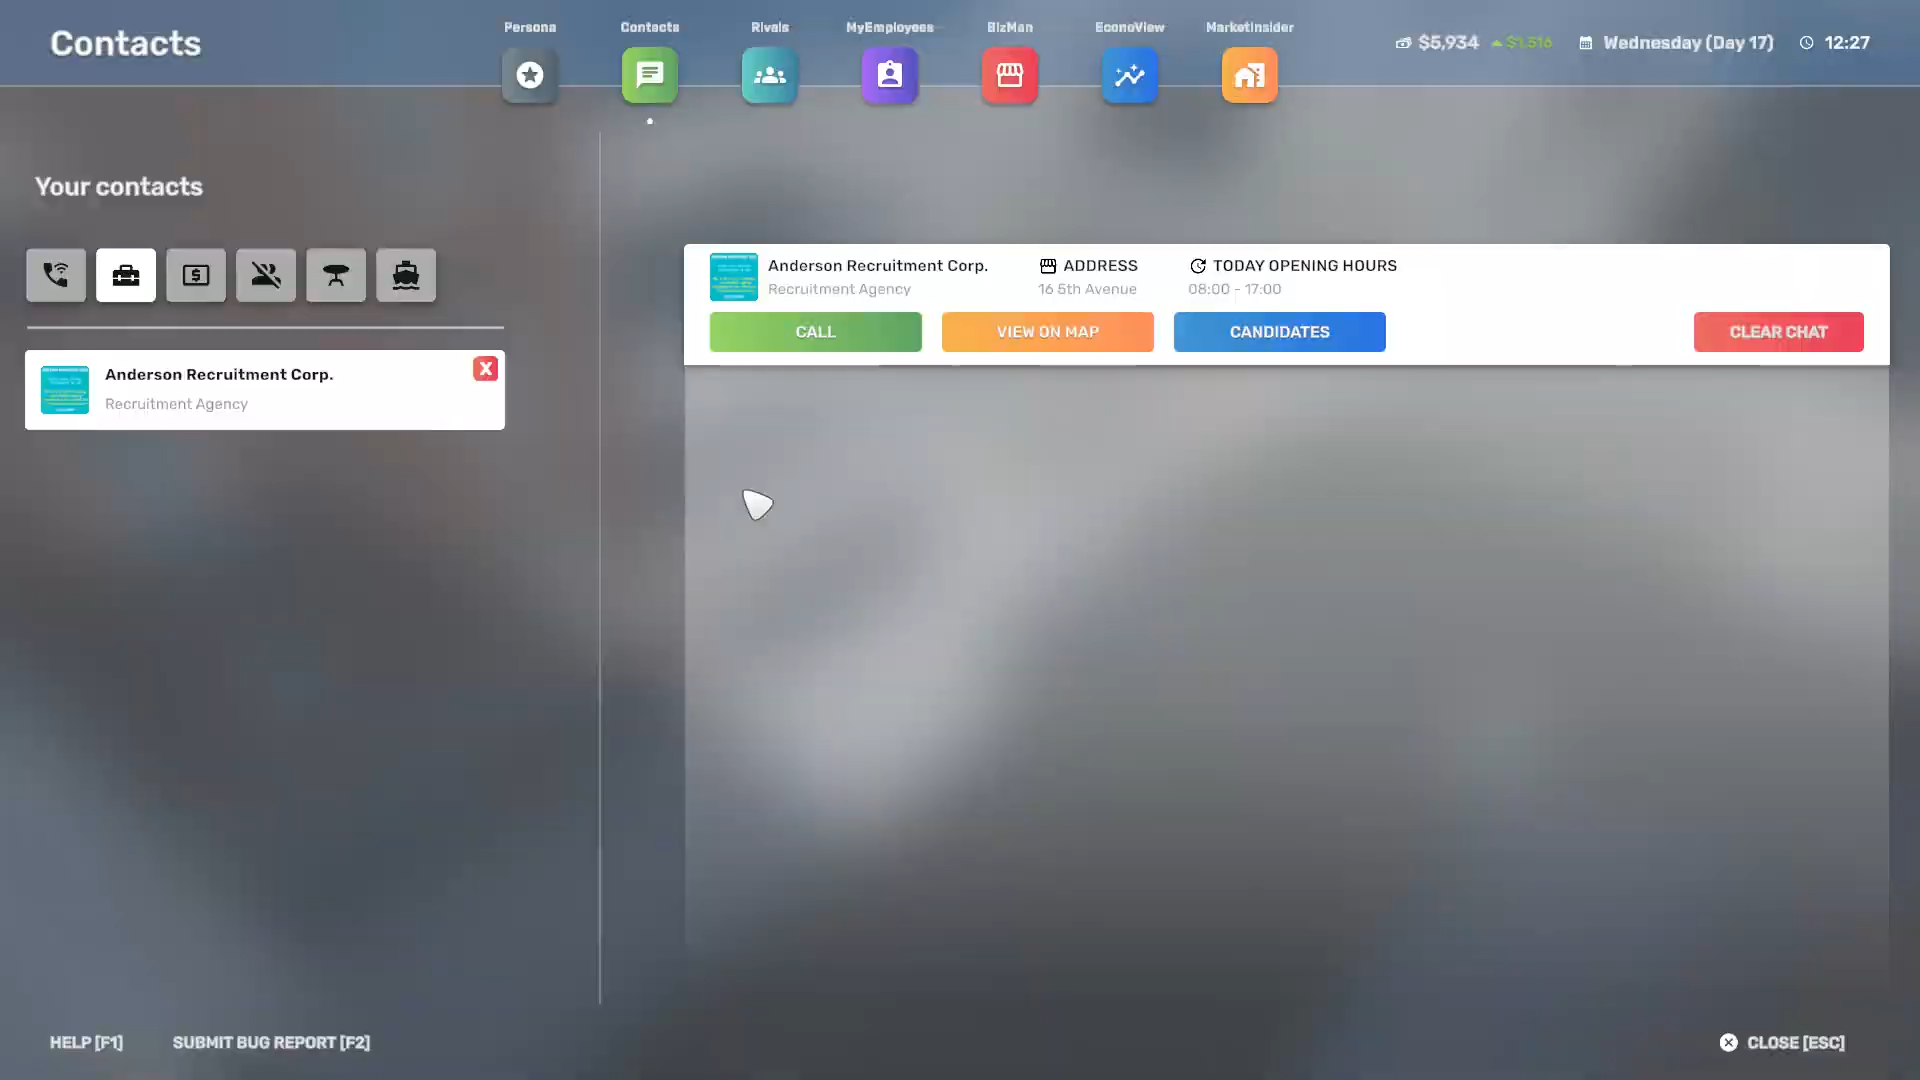 Contacts
Persona
Contacts
Rivals
MyEmployees
BizMan
EconoView
MarketInsider
$5,934
$1,516
Wednesday (Day 17)
12:27
Your contacts
Anderson Recruitment Corp.
Recruitment Agency
X
Anderson Recruitment Corp.
Recruitment Agency
ADDRESS
16 5th Avenue
TODAY OPENING HOURS
08:00 - 17:00
CALL
VIEW ON MAP
CANDIDATES
CLEAR CHAT
HELP [F1]
SUBMIT BUG REPORT [F2]
CLOSE [ESC]